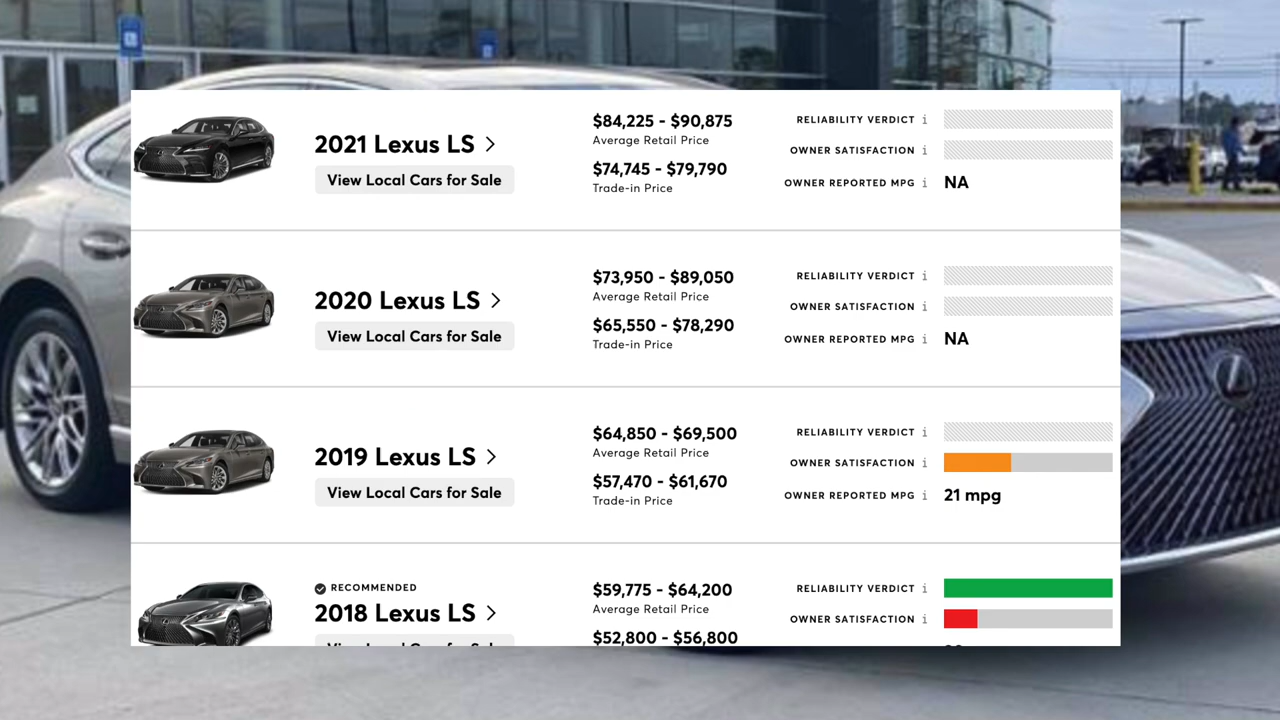 2021 Lexus LS
View Local Cars for Sale
$84,225 - $90,875
Average Retail Price
$74,745 - $79,790
Trade-in Price
RELIABILITY VERDICT i
OWNER SATISFACTION i
OWNER REPORTED MPG i NA
2020 Lexus LS
View Local Cars for Sale
$73,950 - $89,050
Average Retail Price
$65,550 - $78,290
Trade-in Price
RELIABILITY VERDICT i
OWNER SATISFACTION i
OWNER REPORTED MPG i NA
2019 Lexus LS
View Local Cars for Sale
$64,850 - $69,500
Average Retail Price
$57,470 - $61,670
Trade-in Price
RELIABILITY VERDICT i
OWNER SATISFACTION i
OWNER REPORTED MPG i 21 mpg
RECOMMENDED
2018 Lexus LS
$59,775 - $64,200
Average Retail Price
$52,800 - $56,800
RELIABILITY VERDICT i
OWNER SATISFACTION i